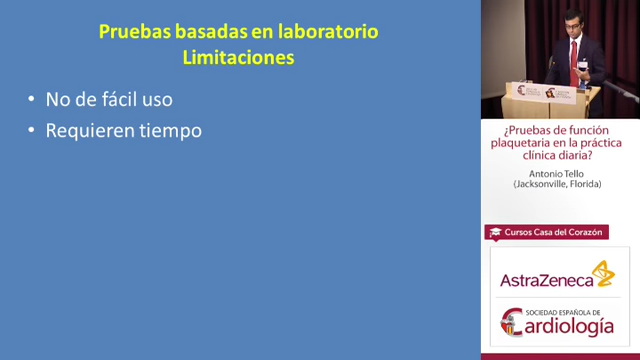 Pruebas basadas en laboratorio
Limitaciones
• No de fácil uso
• Requieren tiempo
¿Pruebas de función
plaquetaria en la práctica
clínica diaria?
Antonio Tello
(Jacksonville, Florida)
Cursos Casa del Corazón
AstraZeneca
SOCIEDAD ESPAÑOLA DE
Cardiología